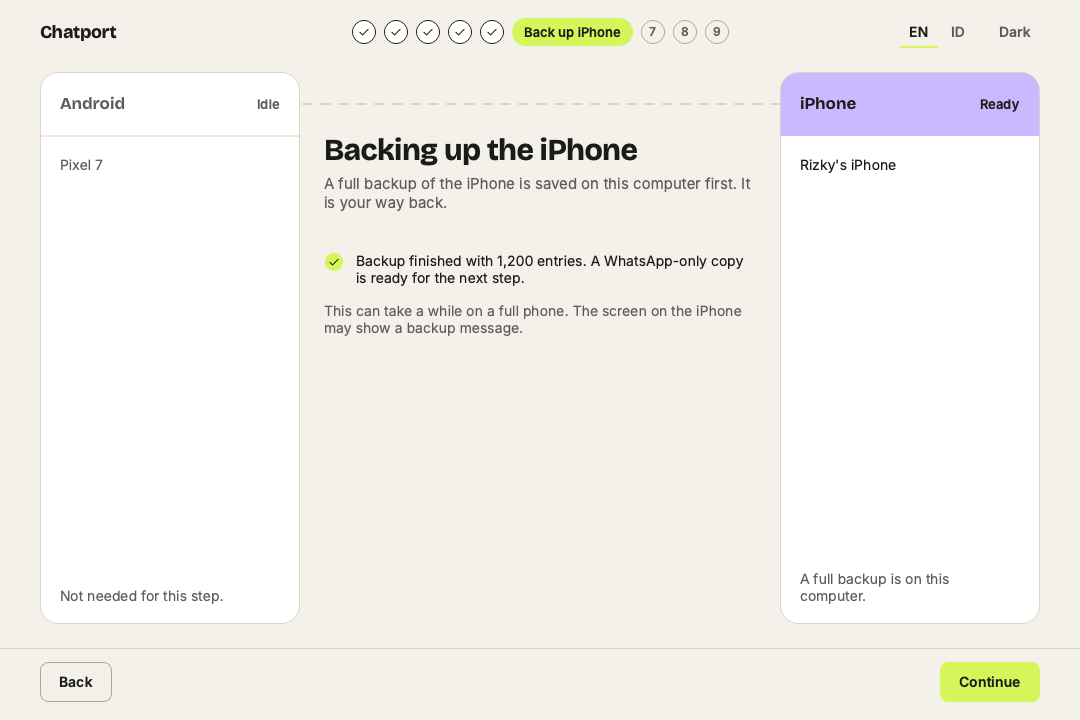 Chatport
Back up iPhone
7
8
9
EN
ID
Dark
Android
Idle
Pixel 7
Not needed for this step.
Backing up the iPhone
A full backup of the iPhone is saved on this computer first. It
is your way back.
Backup finished with 1,200 entries. A WhatsApp-only copy
is ready for the next step.
This can take a while on a full phone. The screen on the iPhone
may show a backup message.
iPhone
Ready
Rizky's iPhone
A full backup is on this
computer.
Back
Continue